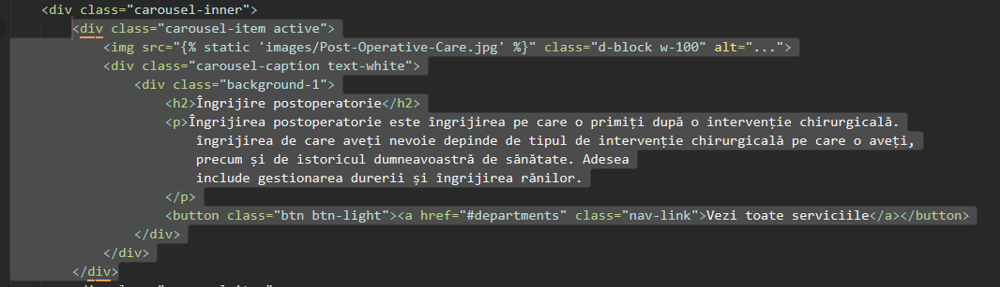 <div class="carousel-inner">
<div class="carousel-item active">
<img src="{% static 'images/Post-Operative-Care.jpg' %}" class="d-block w-100" alt="...">
<div class="carousel-caption text-white">
<div class="background-1">
<h2>Îngrijire postoperatorie</h2>
<p>Îngrijirea postoperatorie este îngrijirea pe care o primiți după o intervenție chirurgicală.
îngrijirea de care aveți nevoie depinde de tipul de intervenție chirurgicală pe care o aveți,
precum și de istoricul dumneavoastră de sănătate. Adesea
include gestionarea durerii și îngrijirea rănilor.
</p>
<button class="btn btn-light"><a href="#departments" class="nav-link">Vezi toate serviciile</a></button>
</div>
</div>
</div>